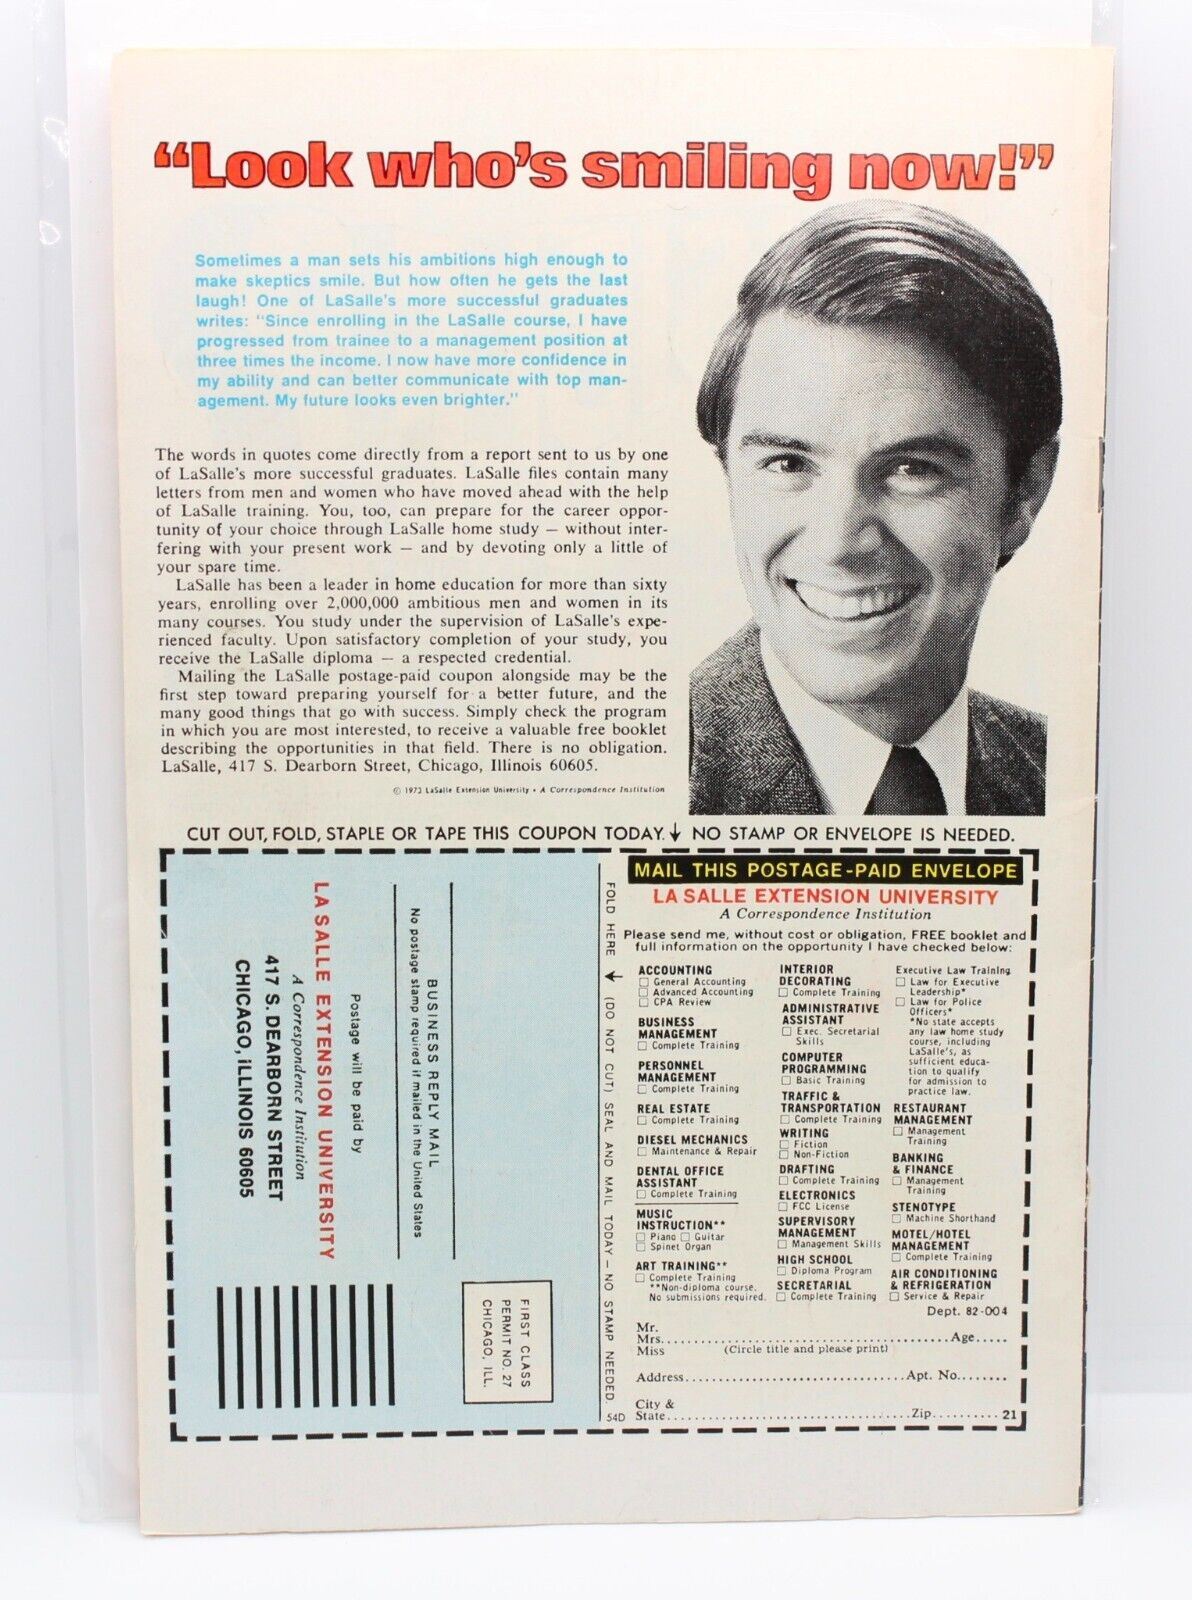 “Look who's smiling now!”
Sometimes a man sets his ambitions high enough to
make skeptics smile. But how often he gets the last
laugh! One of LaSalle's more successful graduates
writes: "Since enrolling in the LaSalle course, I have
progressed from trainee to a management position at
three times the income. I now have more confidence in
my ability and can better communicate with top man-
agement. My future looks even brighter."
The words in quotes come directly from a report sent to us by one
of LaSalle's more successful graduates. LaSalle files contain many
letters from men and women who have moved ahead with the help
of LaSalle training. You, too, can prepare for the career oppor-
tunity of your choice through LaSalle home study — without inter-
fering with your present work — and by devoting only a little of
your spare time.
LaSalle has been a leader in home education for more than sixty
years, enrolling over 2,000,000 ambitious men and women in its
many courses. You study under the supervision of LaSalle's expe-
rienced faculty. Upon satisfactory completion of your study, you
receive the LaSalle diploma — a respected credential.
Mailing the LaSalle postage-paid coupon alongside may be the
first step toward preparing yourself for a better future, and the
many good things that go with success. Simply check the program
in which you are most interested, to receive a valuable free booklet
describing the opportunities in that field. There is no obligation.
LaSalle, 417 S. Dearborn Street, Chicago, Illinois 60605.
© 1973 LaSalle Extension University • A Correspondence Institution
CUT OUT, FOLD, STAPLE OR TAPE THIS COUPON TODAY.↓ NO STAMP OR ENVELOPE IS NEEDED.
BUSINESS REPLY MAIL
No postage stamp required if mailed in the United States
Postage will be paid by
LA SALLE EXTENSION UNIVERSITY
A Correspondence Institution
417 S. DEARBORN STREET
CHICAGO, ILLINOIS 60605
FIRST CLASS
PERMIT NO. 27
CHICAGO, ILL.
FOLD HERE → (DO NOT CUT) SEAL AND MAIL TODAY — NO STAMP NEEDED.
54D
MAIL THIS POSTAGE-PAID ENVELOPE
LA SALLE EXTENSION UNIVERSITY
A Correspondence Institution
Please send me, without cost or obligation, FREE booklet and
full information on the opportunity I have checked below:
ACCOUNTING
□ General Accounting
□ Advanced Accounting
□ CPA Review
BUSINESS
MANAGEMENT
□ Complete Training
PERSONNEL
MANAGEMENT
□ Complete Training
REAL ESTATE
□ Complete Training
DIESEL MECHANICS
□ Maintenance & Repair
DENTAL OFFICE
ASSISTANT
□ Complete Training
MUSIC
INSTRUCTION**
□ Piano □ Guitar
□ Spinet Organ
ART TRAINING**
□ Complete Training
**Non-diploma course.
No submissions required.
INTERIOR
DECORATING
□ Complete Training
ADMINISTRATIVE
ASSISTANT
□ Exec. Secretarial
Skills
COMPUTER
PROGRAMMING
□ Basic Training
TRAFFIC &
TRANSPORTATION
□ Complete Training
WRITING
□ Fiction
□ Non-Fiction
DRAFTING
□ Complete Training
ELECTRONICS
□ FCC License
SUPERVISORY
MANAGEMENT
□ Management Skills
HIGH SCHOOL
□ Diploma Program
SECRETARIAL
□ Complete Training
Executive Law Training
□ Law for Executive
Leadership*
□ Law for Police
Officers*
*No state accepts
any law home study
course, including
LaSalle's, as
sufficient educa-
tion to qualify
for admission to
practice law.
RESTAURANT
MANAGEMENT
□ Management
Training
BANKING
& FINANCE
□ Management
Training
STENOTYPE
□ Machine Shorthand
MOTEL/HOTEL
MANAGEMENT
□ Complete Training
AIR CONDITIONING
& REFRIGERATION
□ Service & Repair
Dept. 82-004
Mr.
Mrs.......................................................Age.....
Miss (Circle title and please print)
Address......................................Apt. No........
City &
State......................................Zip.......... 21